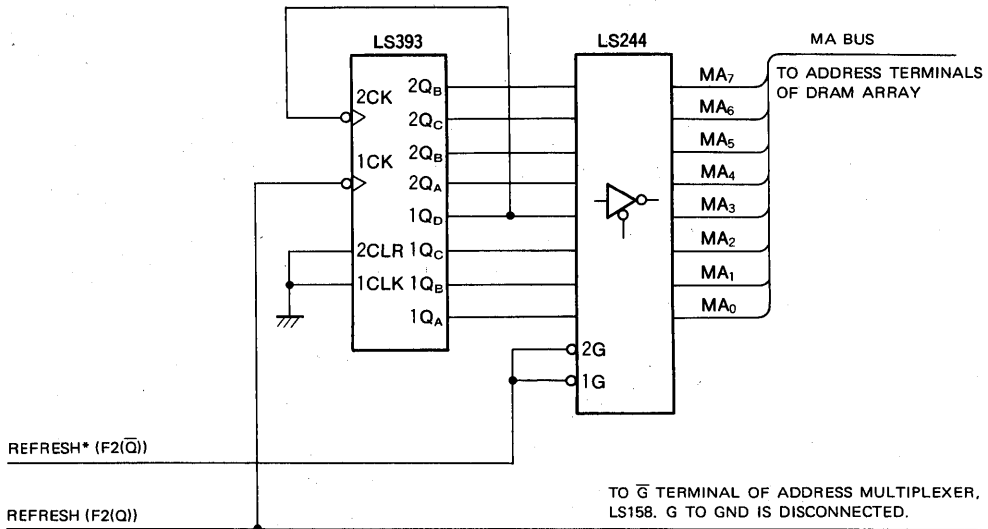 LS393
LS244
MA BUS
TO ADDRESS TERMINALS
OF DRAM ARRAY
2CK
1CK
2CLR
1CLK
2QB
2QC
2QB
2QA
1QD
1QC
1QB
1QA
2G
1G
MA7
MA6
MA5
MA4
MA3
MA2
MA1
MA0
REFRESH* (F2(Q̅))
REFRESH (F2(Q))
TO G̅ TERMINAL OF ADDRESS MULTIPLEXER,
LS158. G TO GND IS DISCONNECTED.